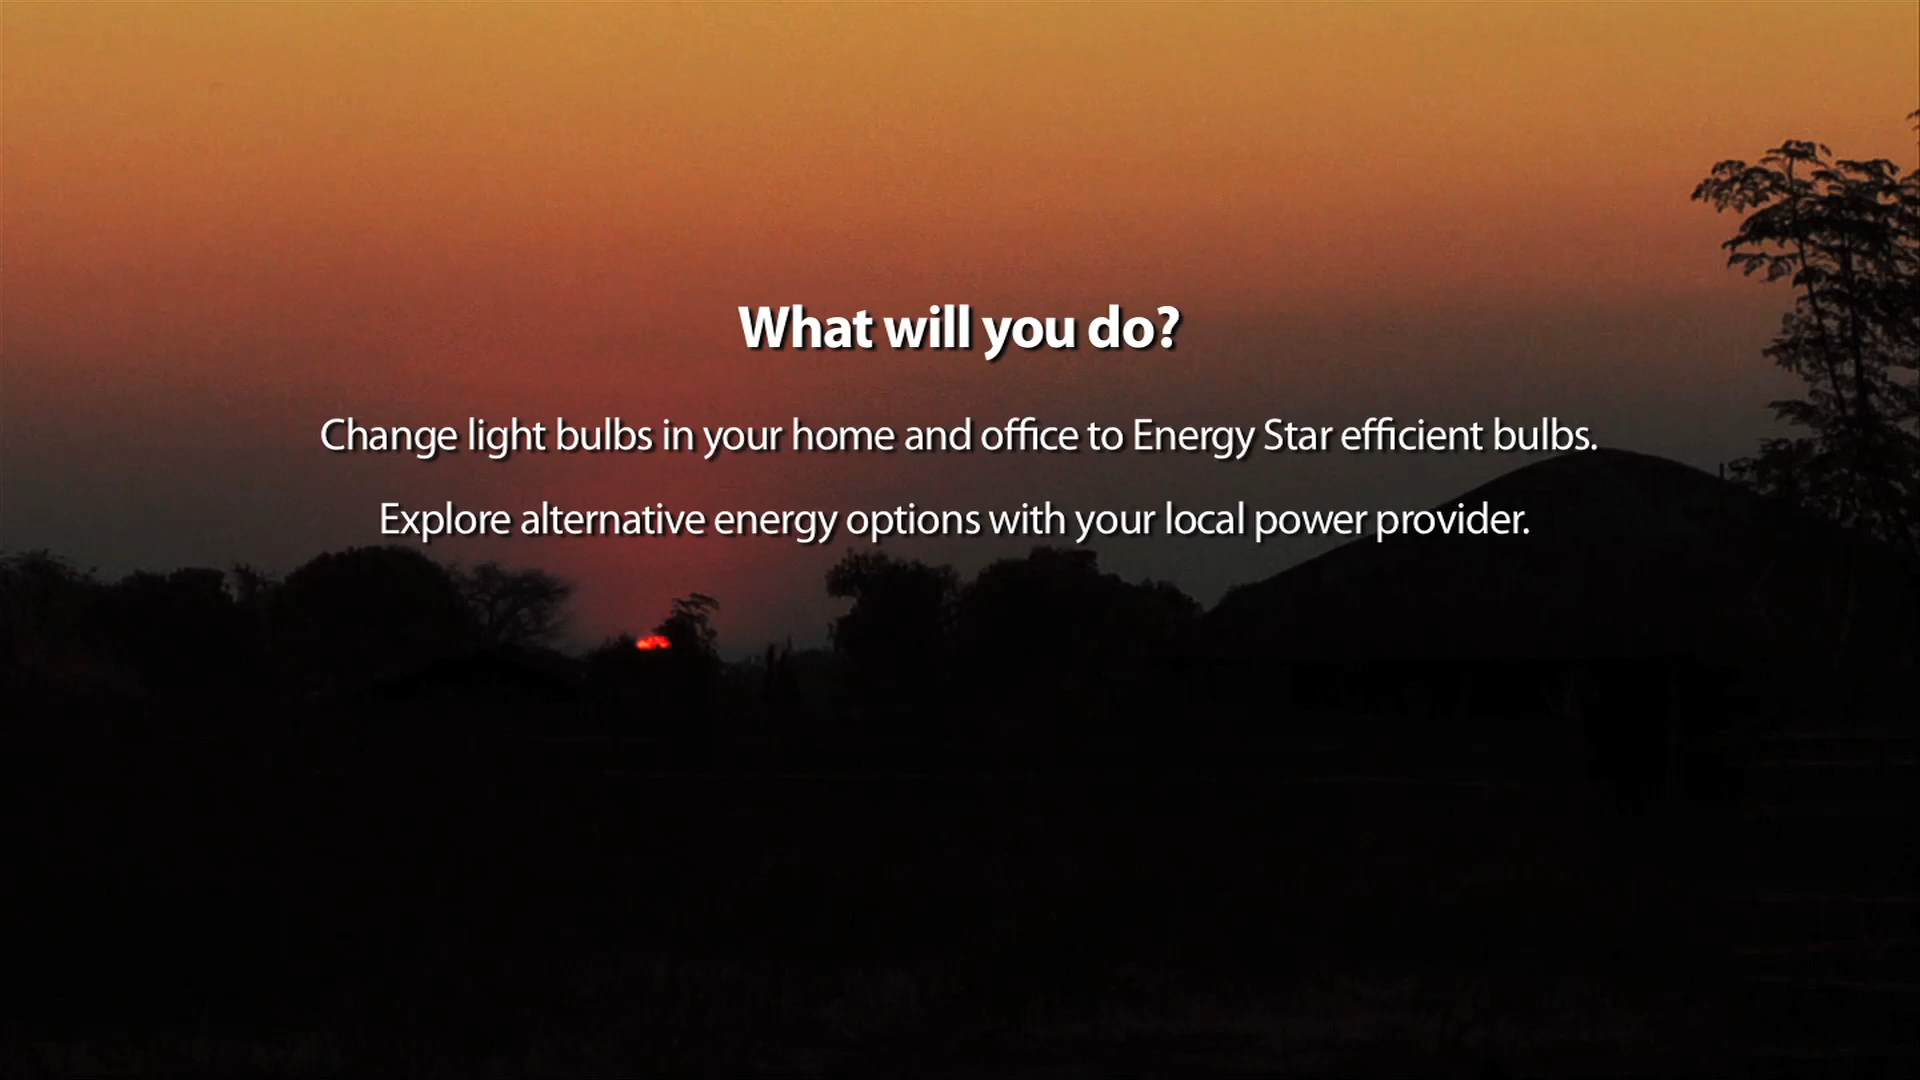 What will you do?
Change light bulbs in your home and office to Energy Star efficient bulbs.
Explore alternative energy options with your local power provider.